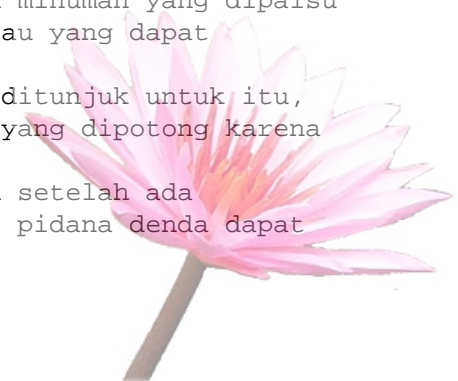 minuman yang dipalsu
au yang dapat
ditunjuk untuk itu,
yang dipotong karena
setelah ada
pidana denda dapat